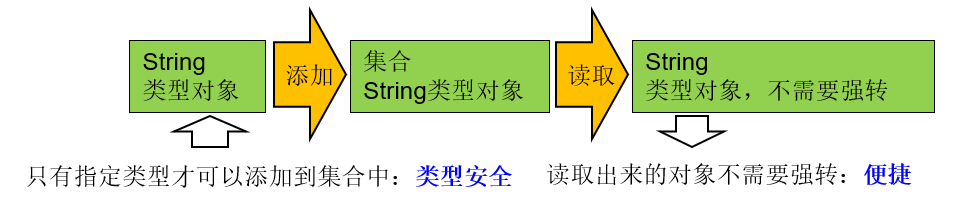 String
类型对象
添加
集合
String类型对象
读取
String
类型对象，不需要强转
只有指定类型才可以添加到集合中：类型安全
读取出来的对象不需要强转：便捷